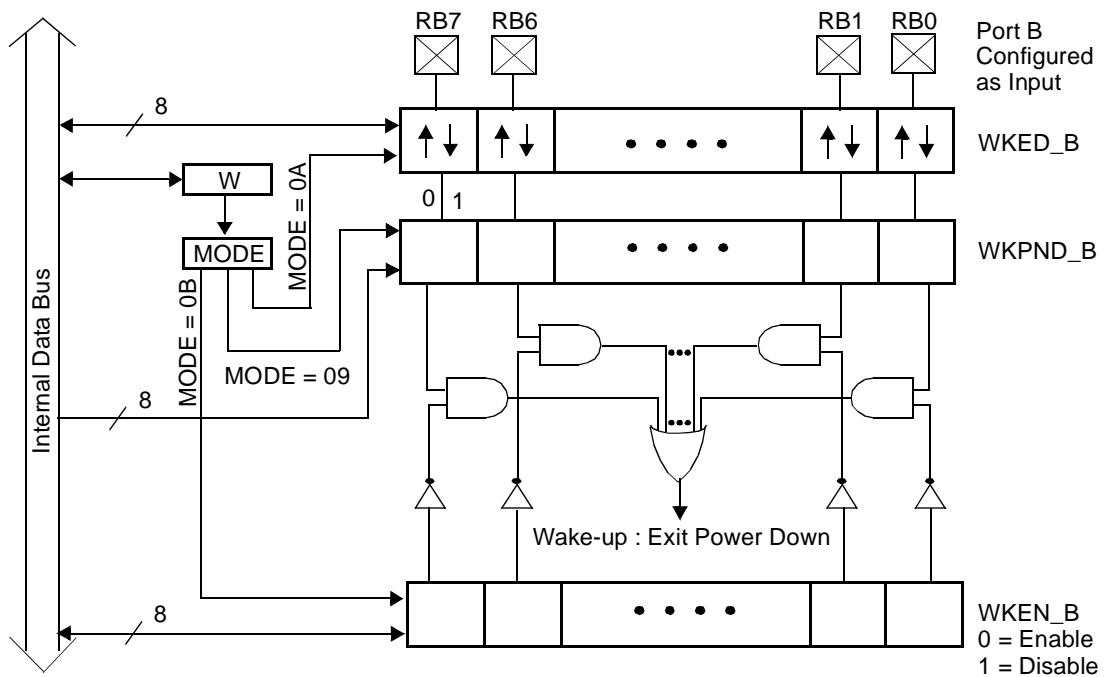 RB7
RB6
RB1
RB0
Port B
Configured
as Input
8
WKED_B
W
MODE = 0A
0
1
MODE
WKPND_B
MODE = 0B
MODE = 09
Internal Data Bus
8
Wake-up : Exit Power Down
8
WKEN_B
0 = Enable
1 = Disable